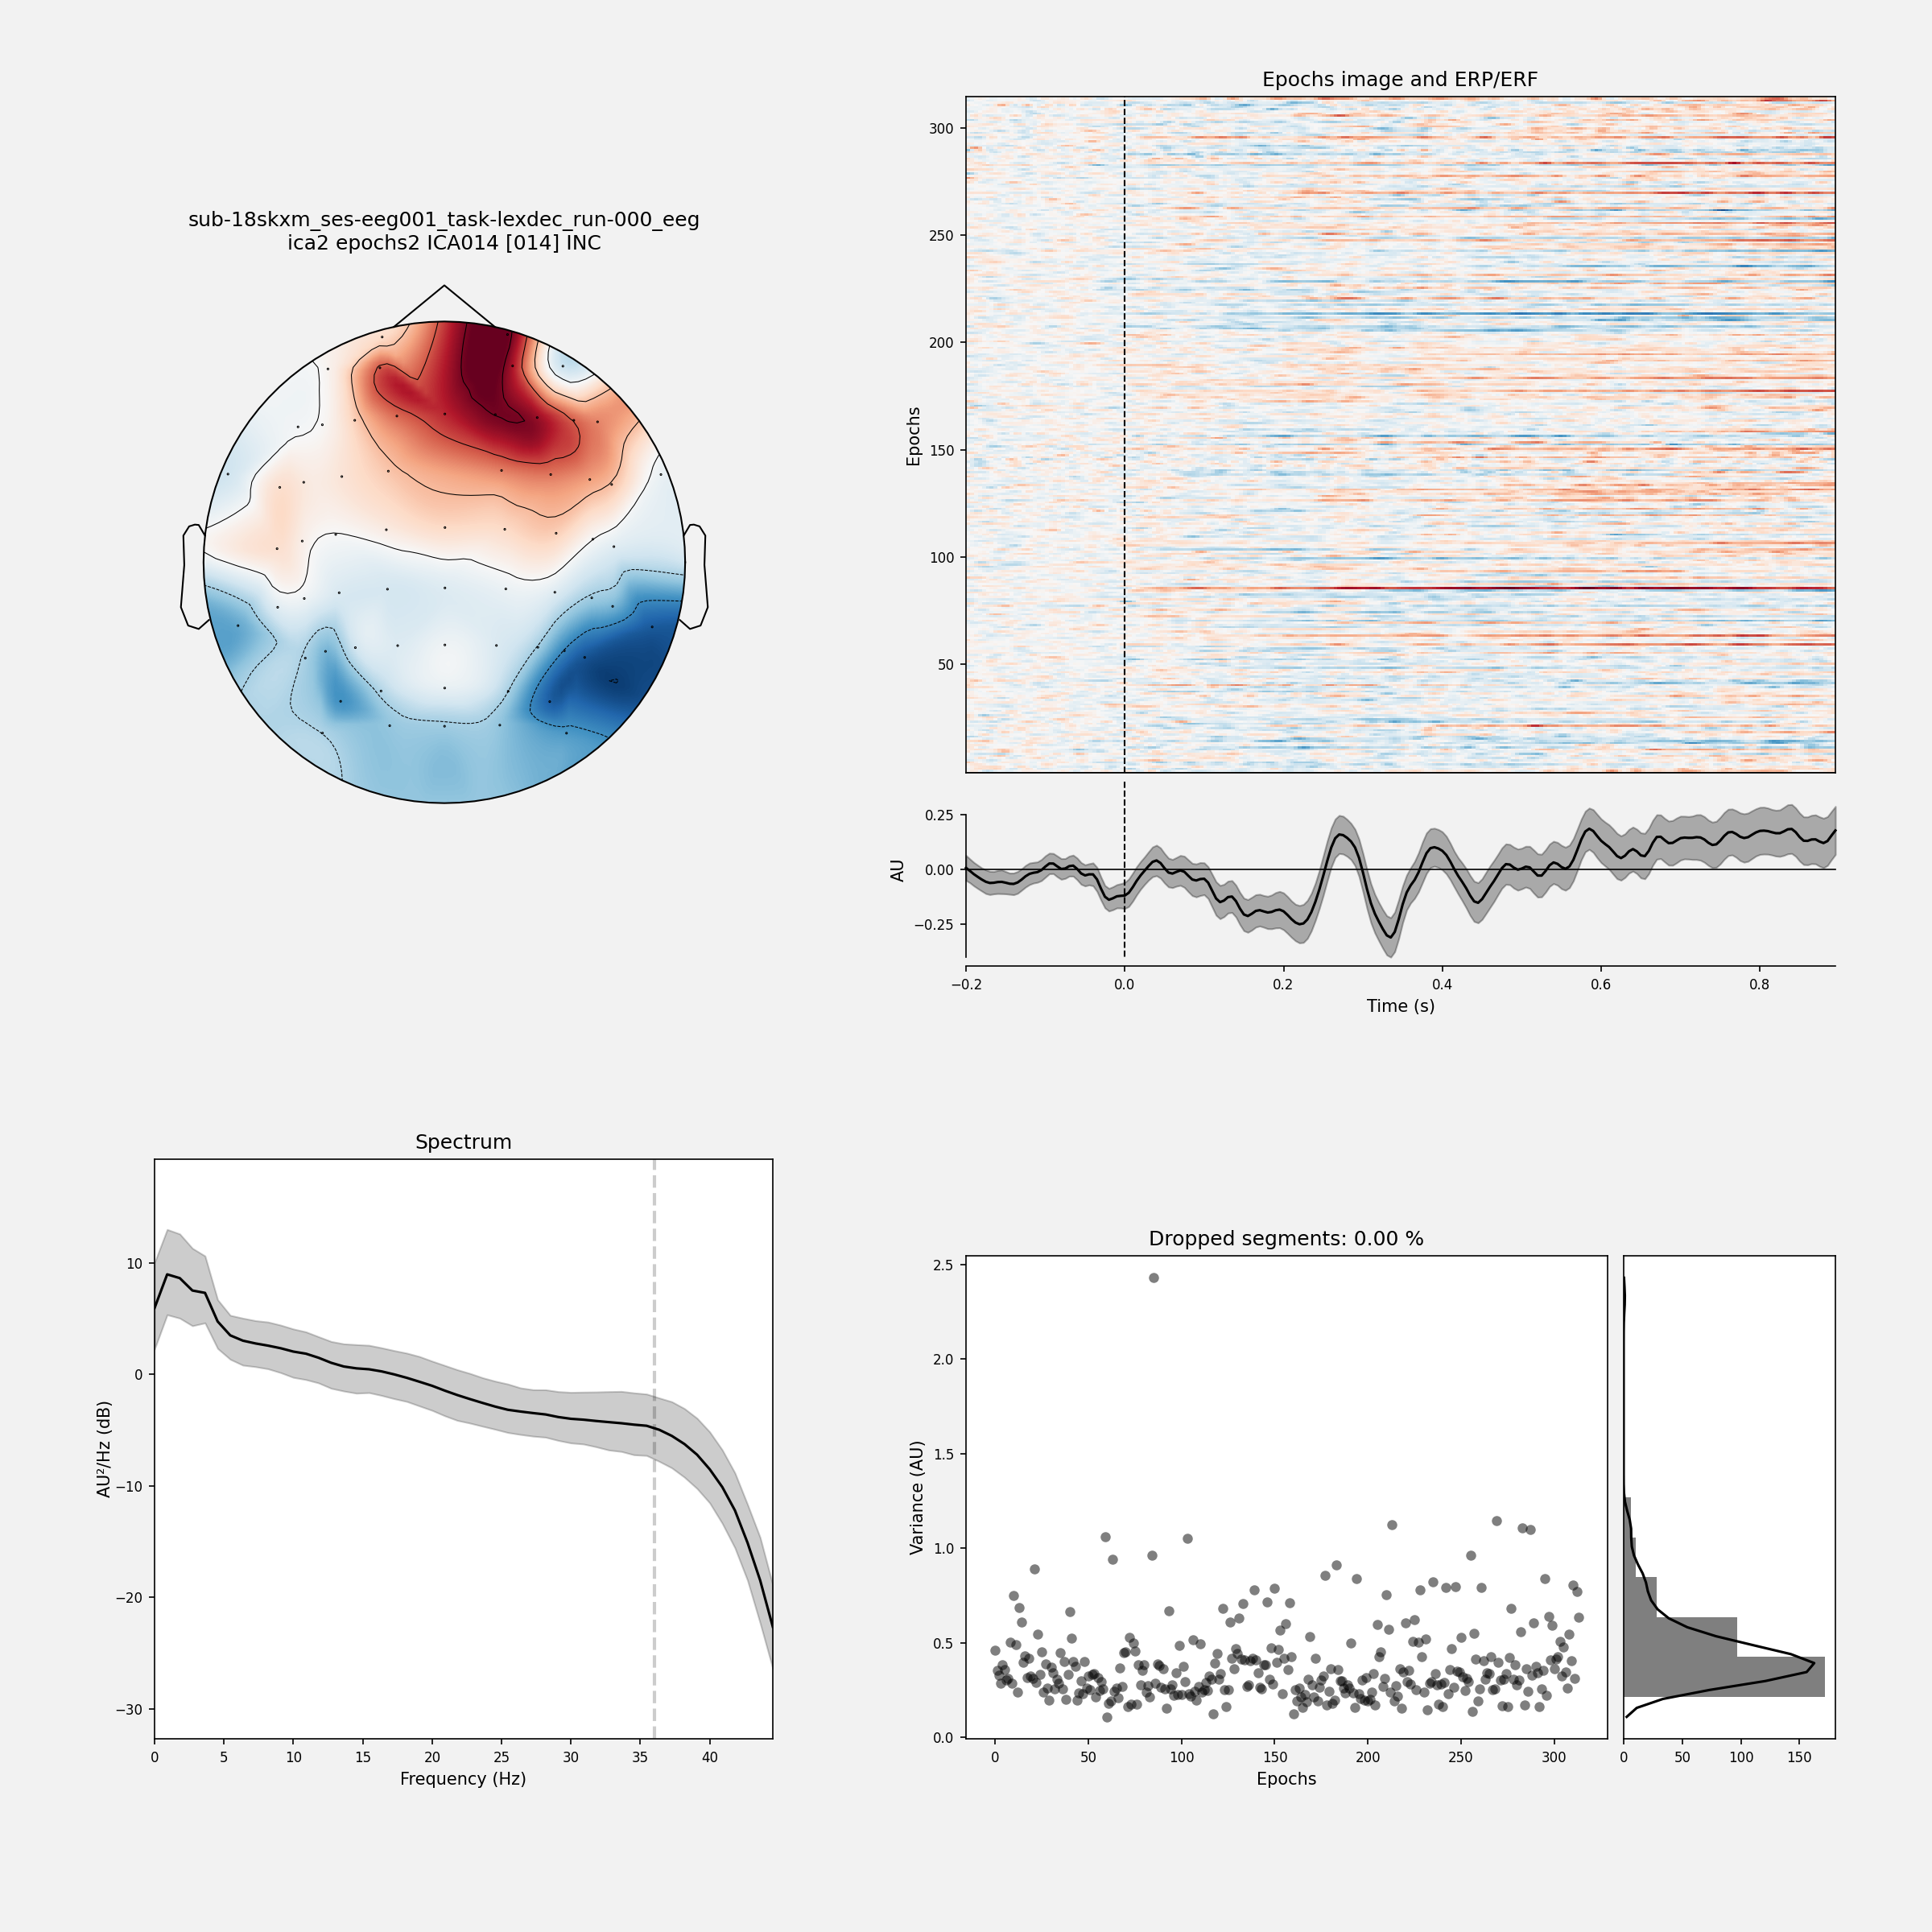 sub-18skxm_ses-eeg001_task-lexdec_run-000_eeg
ica2 epochs2 ICA014 [014] INC
Epochs image and ERP/ERF
300
250
200
150
100
50
Epochs
0.25
0.00
−0.25
AU
−0.2 0.0 0.2 0.4 0.6 0.8
Time (s)
Spectrum
10
0
−10
−20
−30
AU²/Hz (dB)
0 5 10 15 20 25 30 35 40
Frequency (Hz)
Dropped segments: 0.00 %
2.5
2.0
1.5
1.0
0.5
0.0
Variance (AU)
0 50 100 150 200 250 300
Epochs
0 50 100 150